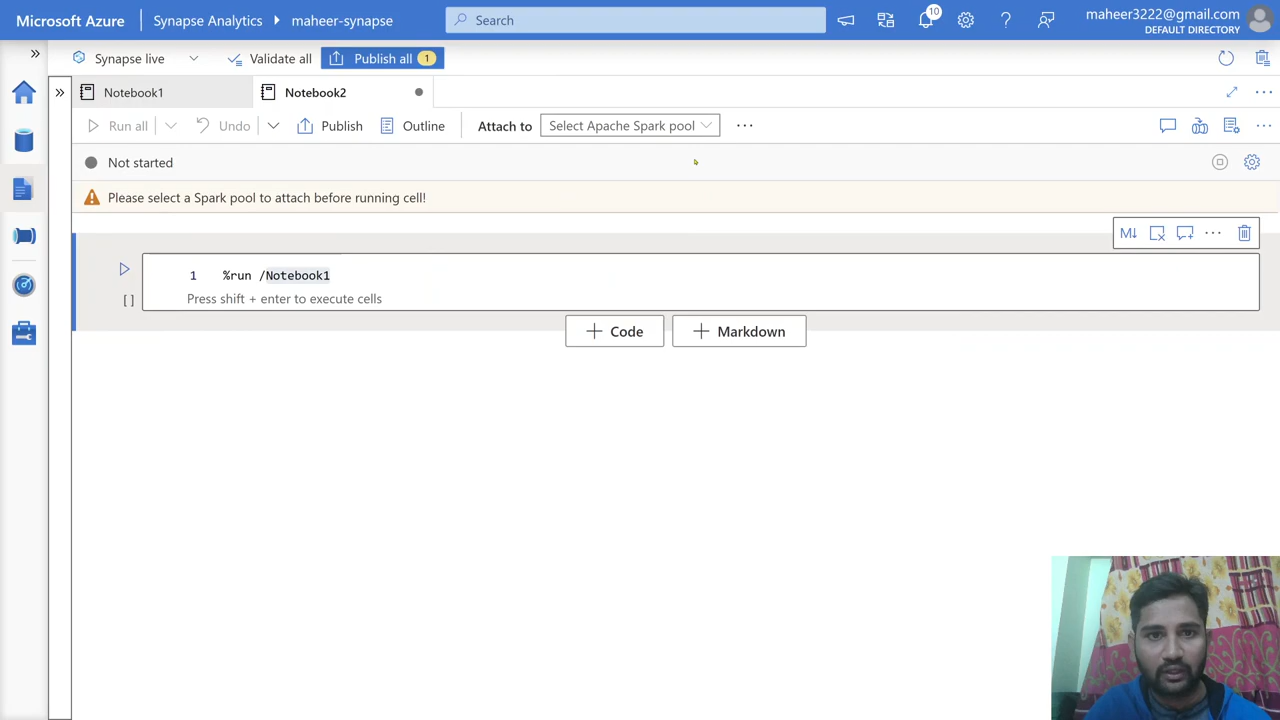 Microsoft Azure Synapse Analytics maheer-synapse Search 10 maheer3222@gmail.com
DEFAULT DIRECTORY
Synapse live Validate all Publish all 1
Notebook1 Notebook2
Run all Undo Publish Outline Attach to Select Apache Spark pool
Not started
Please select a Spark pool to attach before running cell!
M↓
1 %run /Notebook1
[ ] Press shift + enter to execute cells
Code Markdown